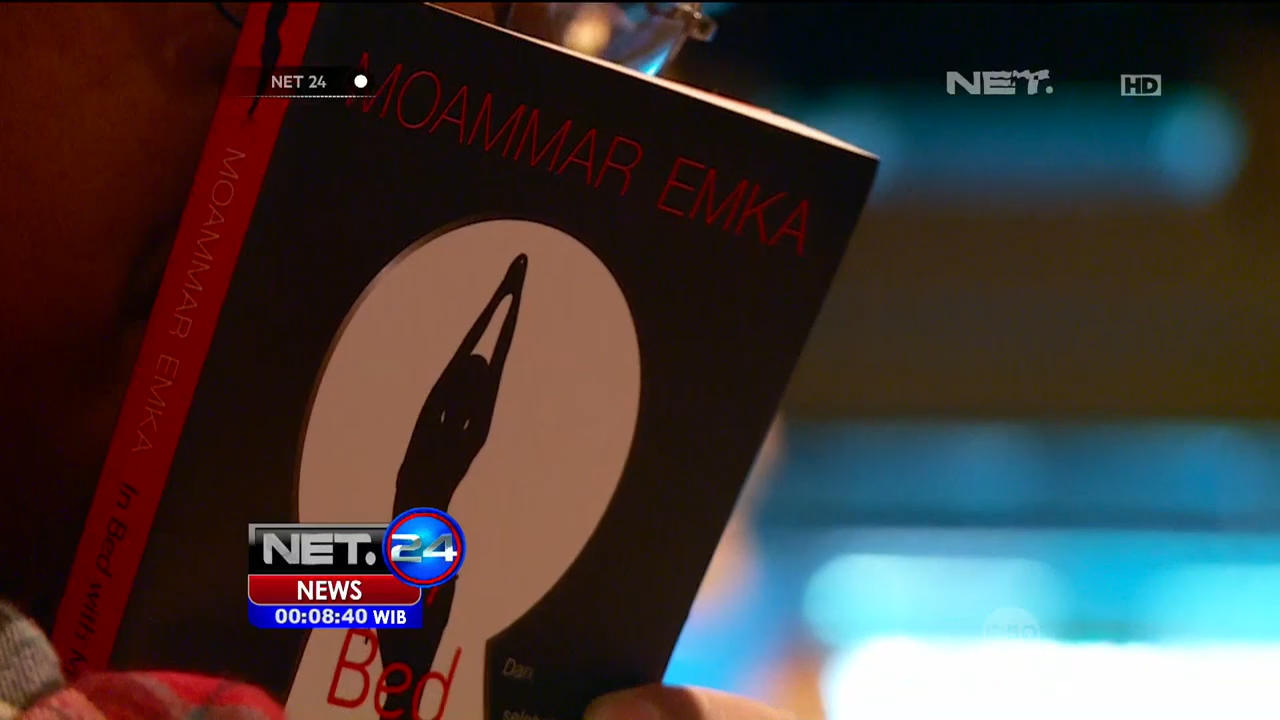 NET 24
NET.
HD
MOAMMAR EMKA
MOAMMAR EMKA In Bed with
NET. 24
NEWS
00:08:40 WIB
Bed
Dari